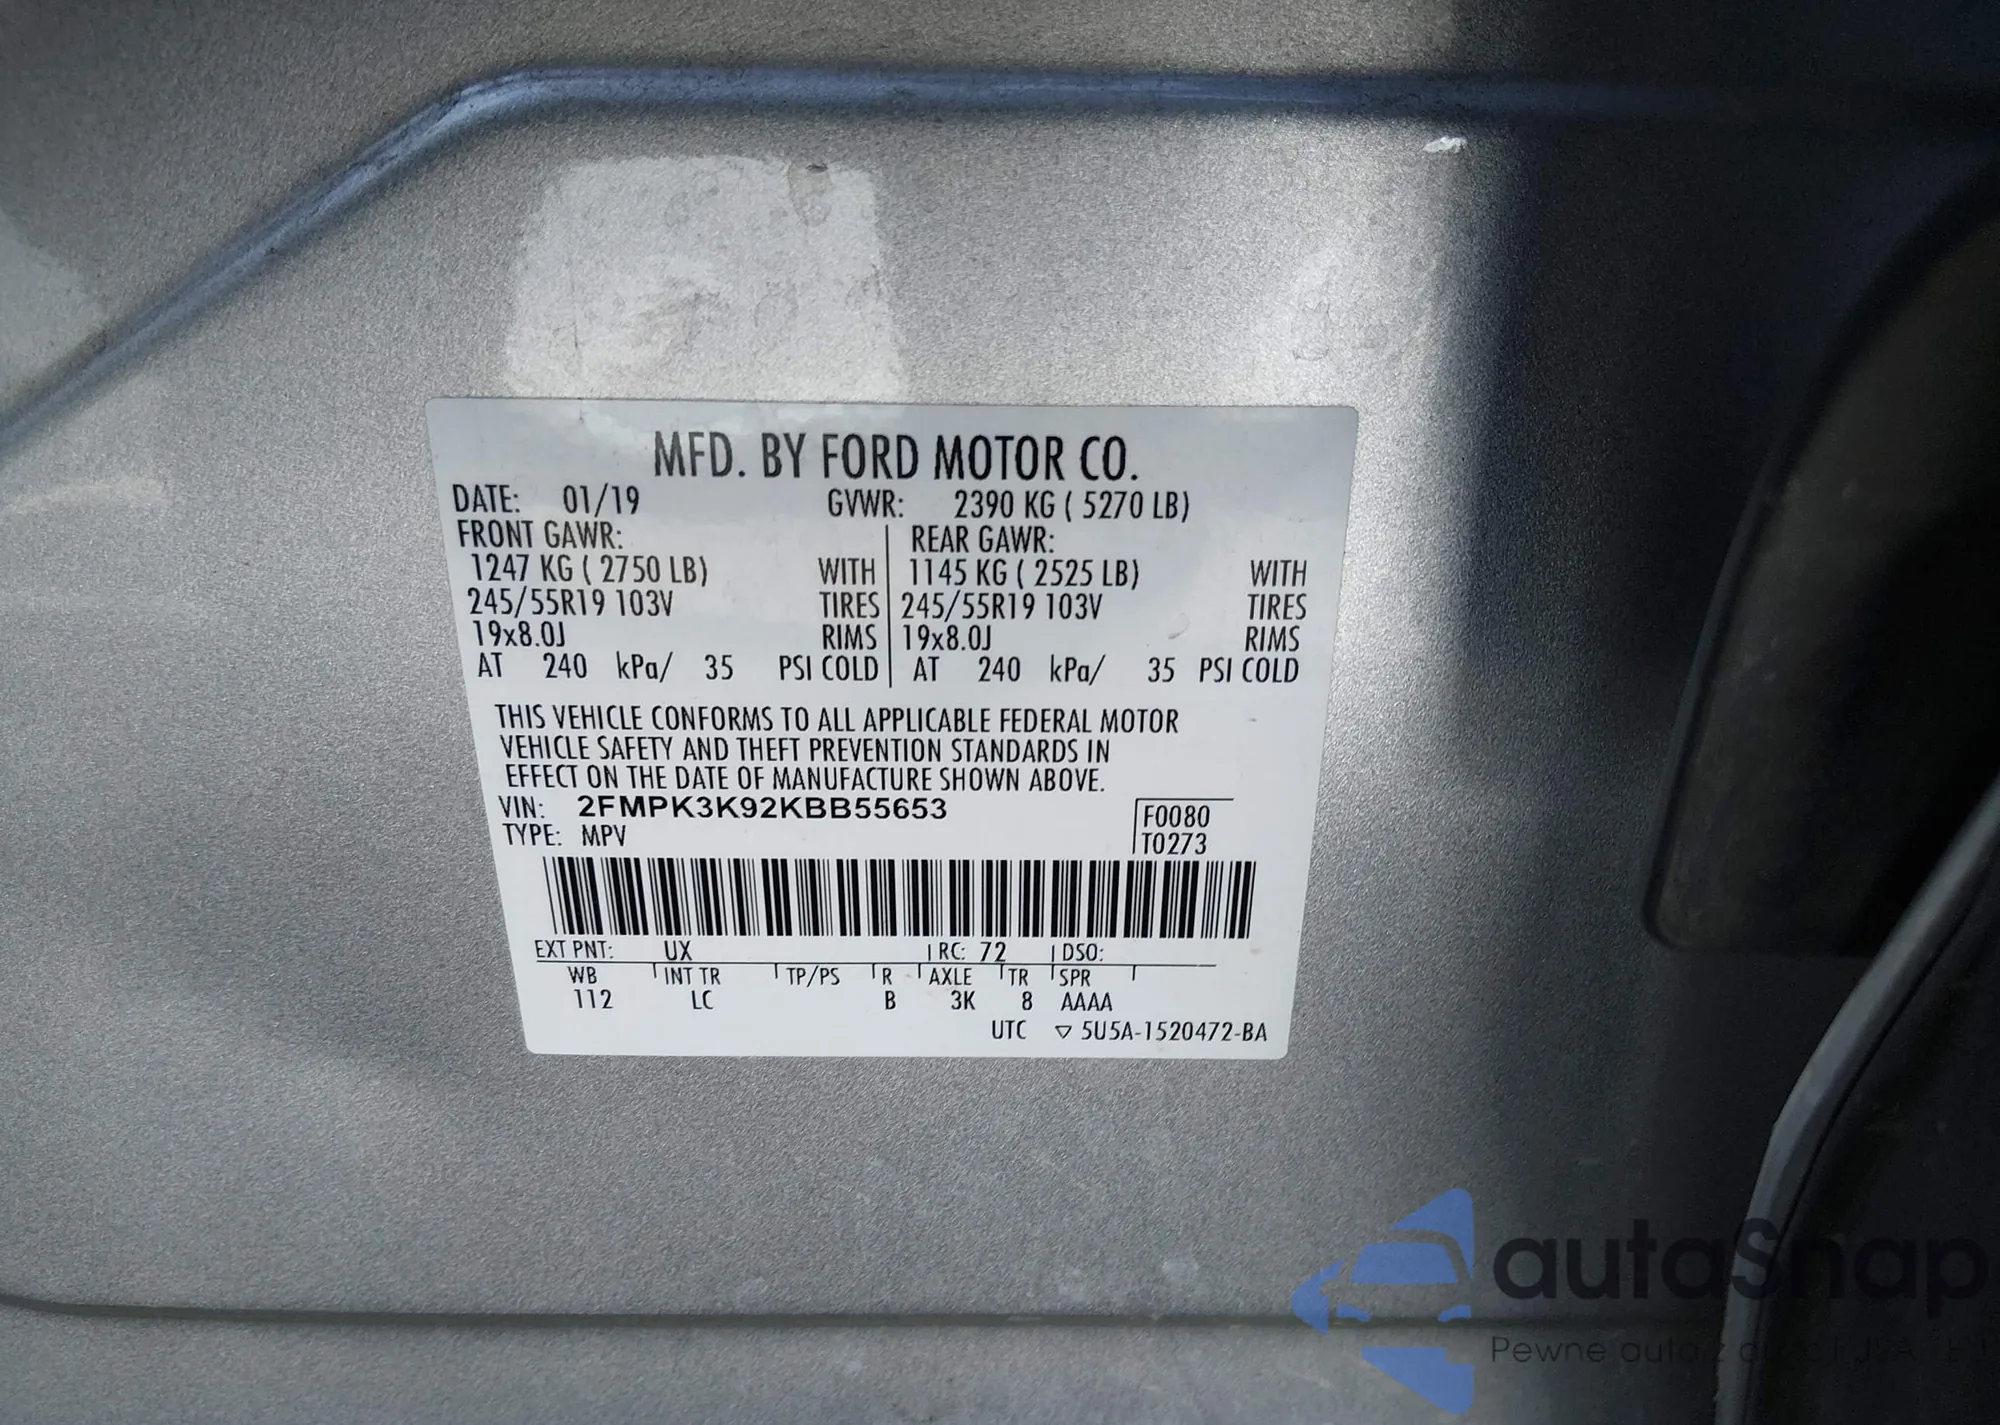 MFD. BY FORD MOTOR CO.
DATE: 01/19 GVWR: 2390 KG ( 5270 LB)
FRONT GAWR: REAR GAWR:
1247 KG ( 2750 LB) WITH 1145 KG ( 2525 LB) WITH
245/55R19 103V TIRES 245/55R19 103V TIRES
19x8.0J RIMS 19x8.0J RIMS
AT 240 kPa/ 35 PSI COLD AT 240 kPa/ 35 PSI COLD
THIS VEHICLE CONFORMS TO ALL APPLICABLE FEDERAL MOTOR
VEHICLE SAFETY AND THEFT PREVENTION STANDARDS IN
EFFECT ON THE DATE OF MANUFACTURE SHOWN ABOVE.
VIN: 2FMPK3K92KBB55653 F0080
TYPE: MPV T0273
EXT PNT: UX RC: 72 DSO:
WB INT TR TP/PS R AXLE TR SPR
112 LC B 3K 8 AAAA
UTC ▽ 5U5A-1520472-BA
autaSnap
Pewne auta z